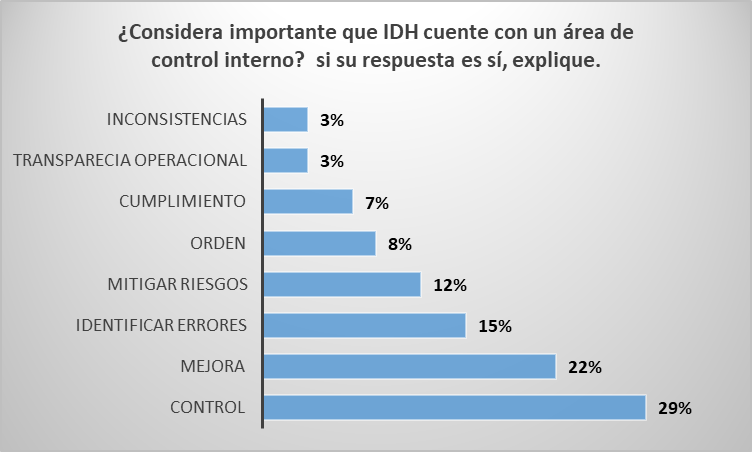 ¿Considera importante que IDH cuente con un área de
control interno?  si su respuesta es sí, explique.
INCONSISTENCIAS 3%
TRANSPARECIA OPERACIONAL 3%
CUMPLIMIENTO 7%
ORDEN 8%
MITIGAR RIESGOS 12%
IDENTIFICAR ERRORES 15%
MEJORA 22%
CONTROL 29%